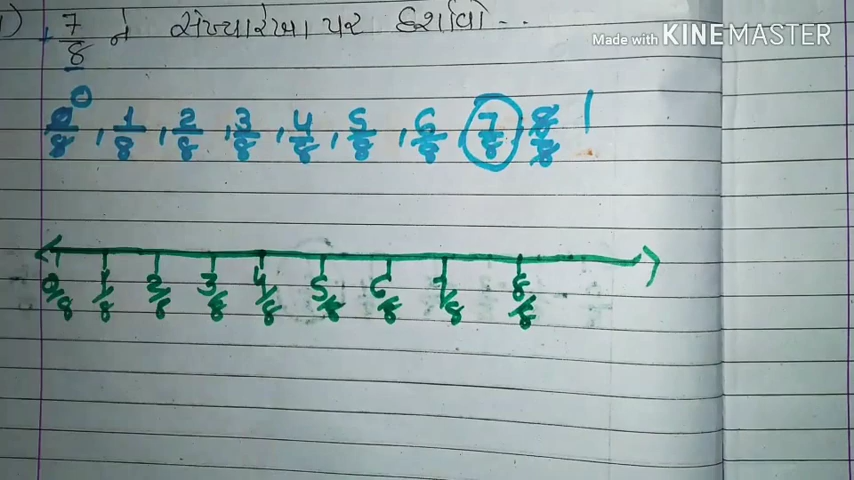 1) 7/8 ને સંખ્યારેખા પર દર્શાવો..
Made with KINEMASTER
0
0/8 , 1/8 , 2/8 , 3/8 , 4/8 , 5/8 , 6/8 , 7/8 , 8/8 1
0/8 1/8 2/8 3/8 4/8 5/8 6/8 7/8 8/8